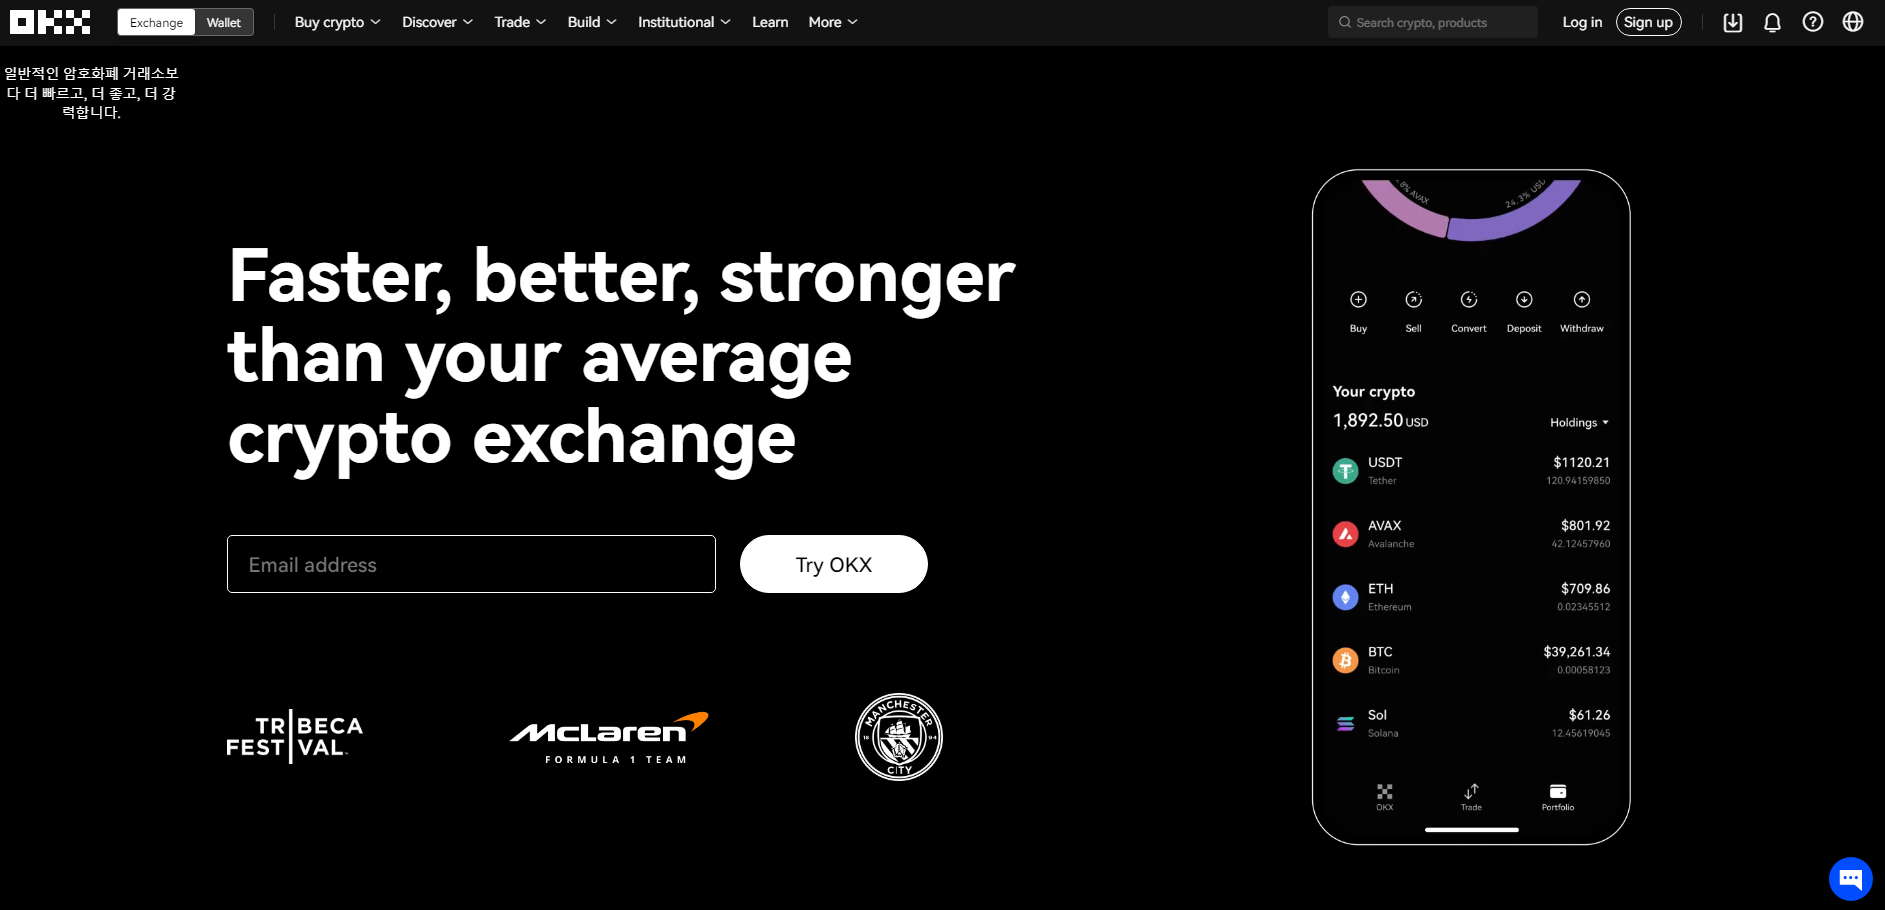 OKX
Exchange Wallet Buy crypto Discover Trade Build Institutional Learn More Search crypto, products Log in Sign up
일반적인 암호화폐 거래소보
다 더 빠르고, 더 좋고, 더 강
력합니다.
Faster, better, stronger
than your average
crypto exchange
Email address Try OKX
TRIBECA
FESTIVAL
McLaren
FORMULA 1 TEAM
MANCHESTER
18 94
CITY
8% AVAX 24.3% USD
Buy Sell Convert Deposit Withdraw
Your crypto
1,892.50 USD Holdings
USDT $1120.21
Tether 120.94159850
AVAX $801.92
Avalanche 42.12457960
ETH $709.86
Ethereum 0.02345512
BTC $39,261.34
Bitcoin 0.00058123
Sol $61.26
Solana 12.45619045
OKX Trade Portfolio